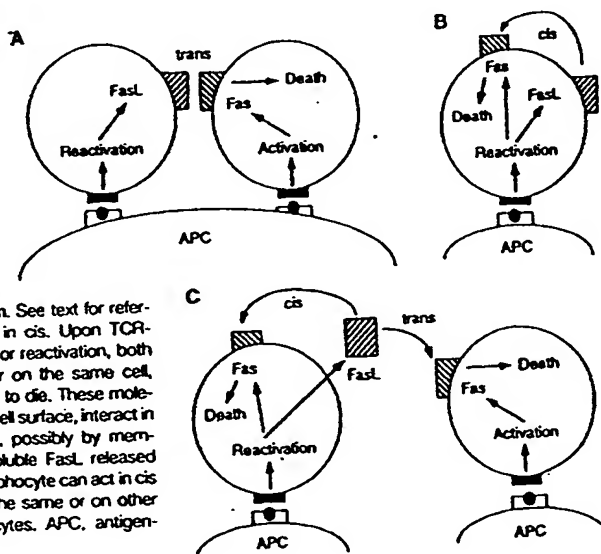 A
trans
FasL
Death
Fas
Reactivation
Activation
APC
B
cis
Fas
FasL
Death
Reactivation
APC
C
cis
trans
Fas
FasL
Death
Reactivation
APC
Death
Fas
Activation
APC
n. See text for refer-
in cis. Upon TCR-
or reactivation, both
r on the same cell,
to die. These mole-
ell surface, interact in
, possibly by mem-
luble FasL released
phocyte can act in cis
he same or on other
ytes. APC, antigen-